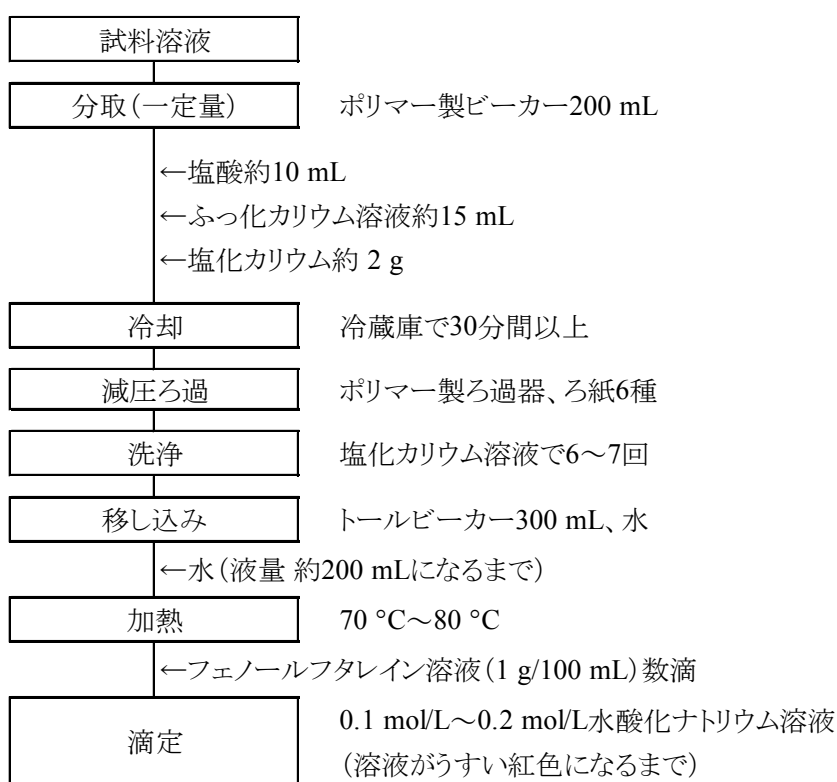 試料溶液
分取（一定量） ポリマー製ビーカー200 mL
←塩酸約10 mL
←ふっ化カリウム溶液約15 mL
←塩化カリウム約 2 g
冷却 冷蔵庫で30分間以上
減圧ろ過 ポリマー製ろ過器、ろ紙6種
洗浄 塩化カリウム溶液で6～7回
移し込み トールビーカー300 mL、水
←水（液量 約200 mLになるまで）
加熱 70 °C～80 °C
←フェノールフタレイン溶液（1 g/100 mL）数滴
滴定 0.1 mol/L～0.2 mol/L水酸化ナトリウム溶液
（溶液がうすい紅色になるまで）